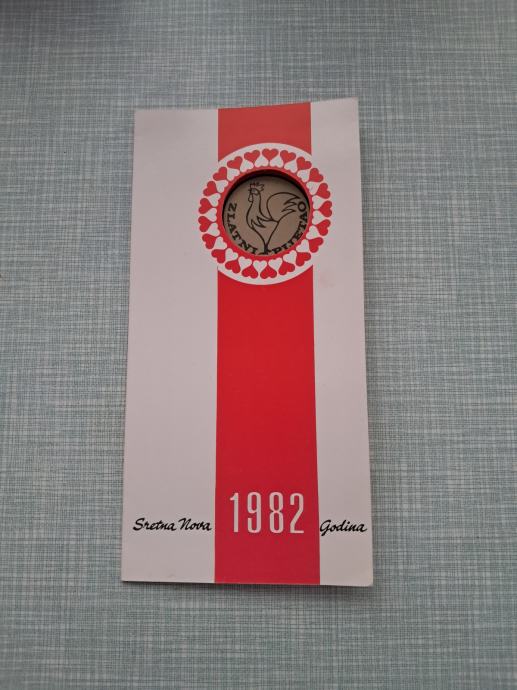 ZLATNI PIJETAO
Sretna Nova 1982 Godina